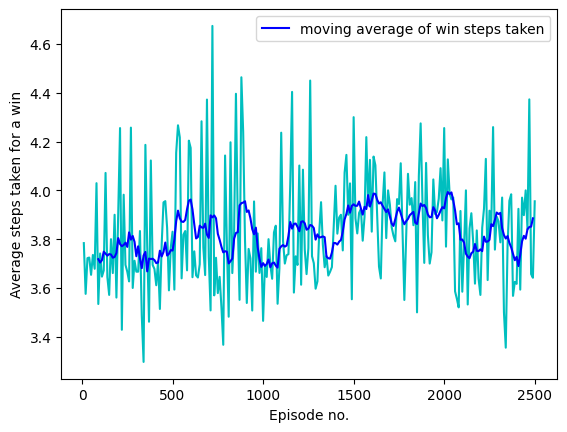 moving average of win steps taken
Average steps taken for a win
4.6
4.4
4.2
4.0
3.8
3.6
3.4
0 500 1000 1500 2000 2500
Episode no.